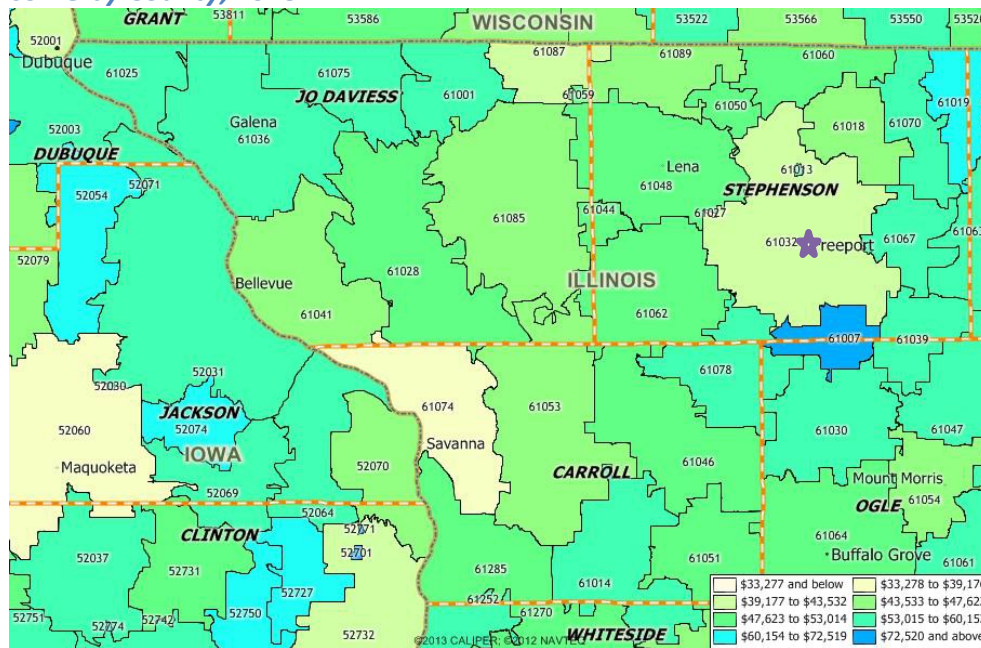 GRANT
53811
53586
WISCONSIN
53522
53566
53550
52001
Dubuque
61025
61075
61087
61089
61060
JO DAVIESS
61001
61059
61050
61019
52003
Galena
61036
61018
61070
DUBUQUE
52054
52071
Lena
61048
61013
STEPHENSON
61085
61044
61027
61032
Freeport
61067
52079
61028
ILLINOIS
Bellevue
61041
61062
61007
61039
52031
61078
52030
JACKSON
52074
61074
61053
52060
IOWA
Savanna
61030
61047
Maquoketa
52070
CARROLL
61046
Mount Morris
52069
61054
OGLE
52064
CLINTON
52771
52701
61064
Buffalo Grove
52037
52731
61285
61051
61061
52727
61014
52751
52774
52742
52750
61252
61270
52732
WHITESIDE
©2013 CALIPER; ©2012 NAVTEQ
$33,277 and below
$39,177 to $43,532
$47,623 to $53,014
$60,154 to $72,519
$72,520 and above